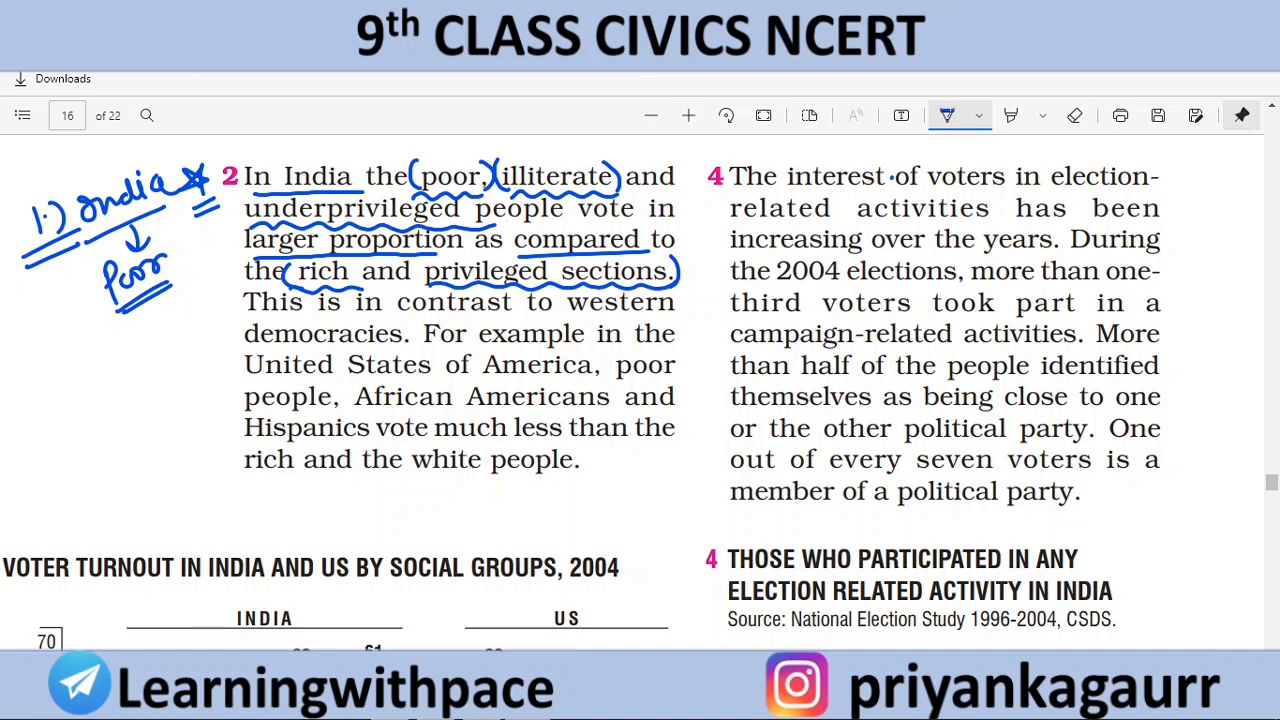 9th CLASS CIVICS NCERT
Downloads
16 of 22
1.) India
Poor
2 In India the (poor,) (illiterate) and
underprivileged people vote in
larger proportion as compared to
the (rich and privileged sections.)
This is in contrast to western
democracies. For example in the
United States of America, poor
people, African Americans and
Hispanics vote much less than the
rich and the white people.
4 The interest of voters in election-
related activities has been
increasing over the years. During
the 2004 elections, more than one-
third voters took part in a
campaign-related activities. More
than half of the people identified
themselves as being close to one
or the other political party. One
out of every seven voters is a
member of a political party.
VOTER TURNOUT IN INDIA AND US BY SOCIAL GROUPS, 2004
INDIA US
70
61
4 THOSE WHO PARTICIPATED IN ANY
ELECTION RELATED ACTIVITY IN INDIA
Source: National Election Study 1996-2004, CSDS.
Learningwithpace
priyankagaurr